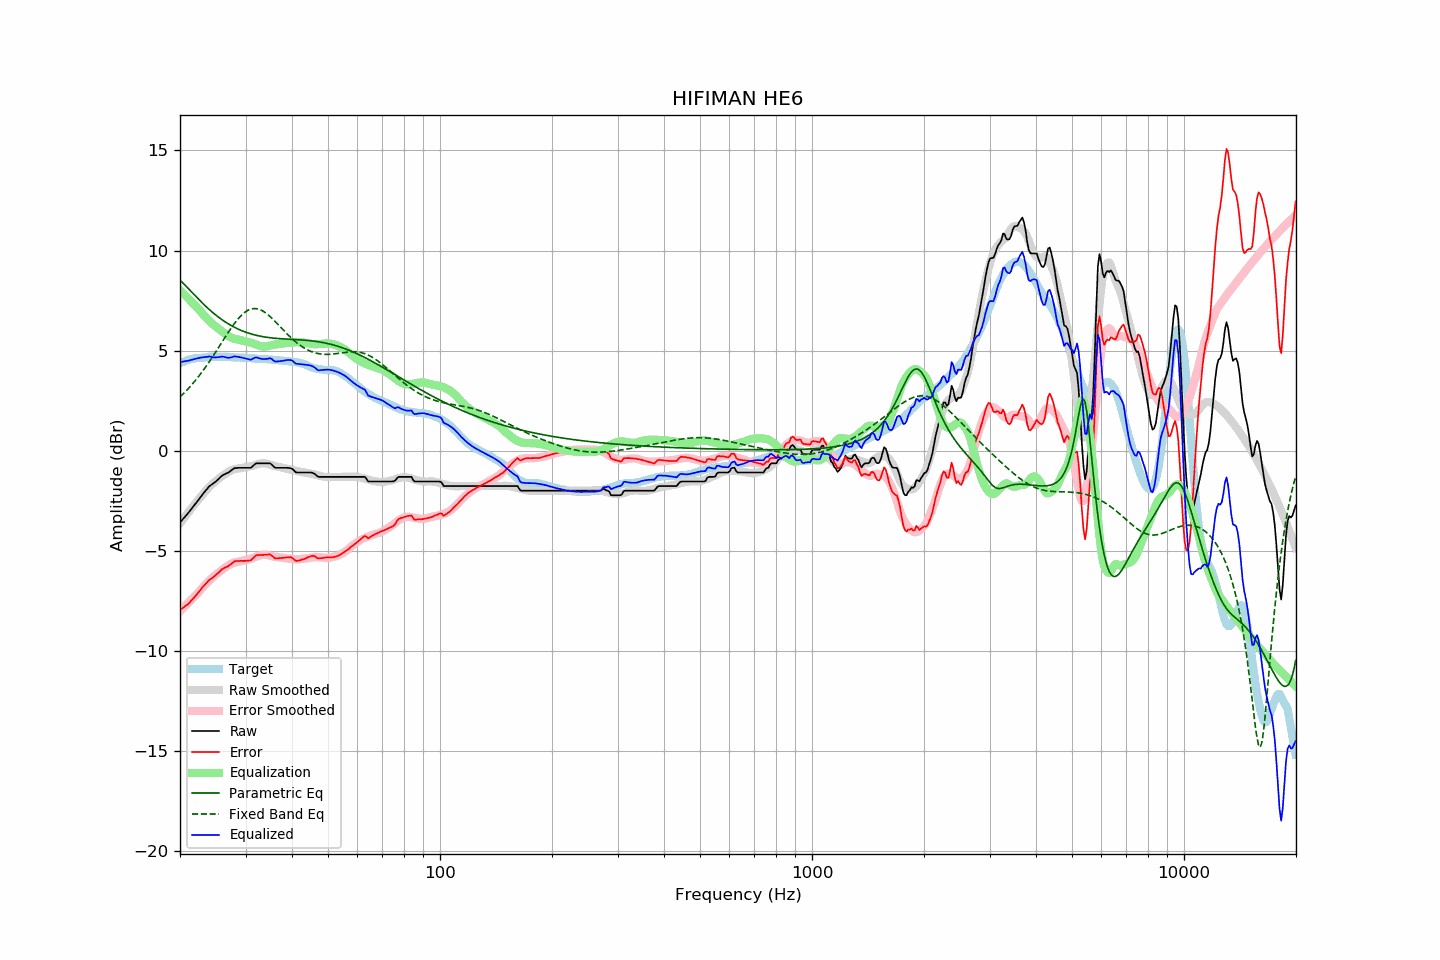 HIFIMAN HE6
15
10
5
0
−5
−10
−15
−20
Amplitude (dBr)
Target
Raw Smoothed
Error Smoothed
Raw
Error
Equalization
Parametric Eq
Fixed Band Eq
Equalized
100
1000
10000
Frequency (Hz)